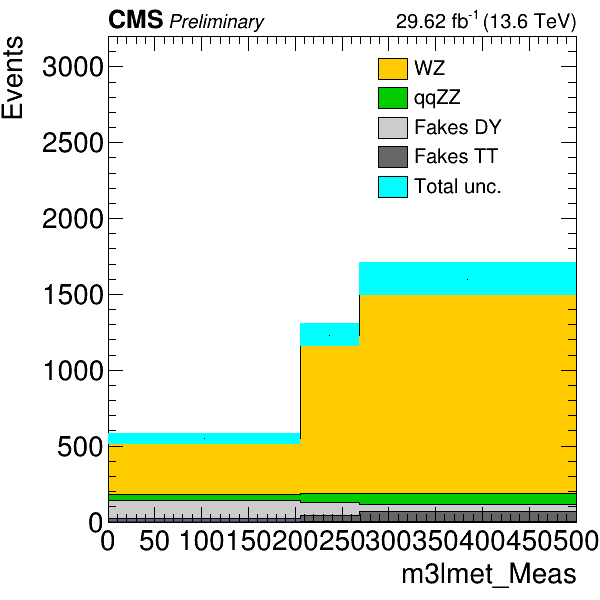 CMS Preliminary 29.62 fb-1 (13.6 TeV)
Events
3000
2500
2000
1500
1000
500
0
WZ
qqZZ
Fakes DY
Fakes TT
Total unc.
0 50 100 150 200 250 300 350 400 450 500
m3lmet_Meas